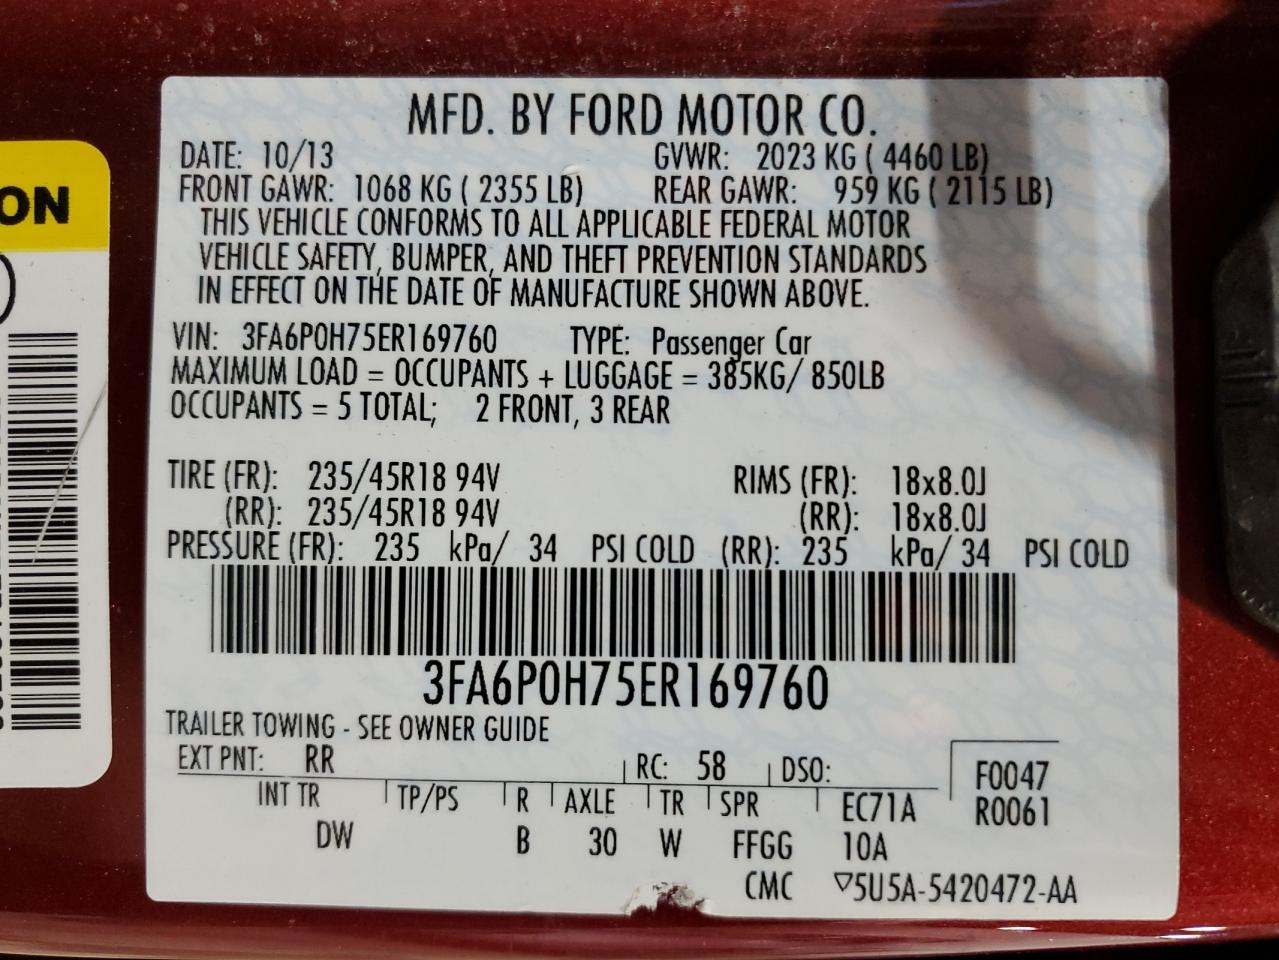 MFD. BY FORD MOTOR CO.
DATE: 10/13 GVWR: 2023 KG ( 4460 LB)
FRONT GAWR: 1068 KG ( 2355 LB) REAR GAWR: 959 KG ( 2115 LB)
THIS VEHICLE CONFORMS TO ALL APPLICABLE FEDERAL MOTOR
VEHICLE SAFETY, BUMPER, AND THEFT PREVENTION STANDARDS
IN EFFECT ON THE DATE OF MANUFACTURE SHOWN ABOVE.
VIN: 3FA6P0H75ER169760 TYPE: Passenger Car
MAXIMUM LOAD = OCCUPANTS + LUGGAGE = 385KG/ 850LB
OCCUPANTS = 5 TOTAL; 2 FRONT, 3 REAR
TIRE (FR): 235/45R18 94V RIMS (FR): 18x8.0J
(RR): 235/45R18 94V (RR): 18x8.0J
PRESSURE (FR): 235 kPa/ 34 PSI COLD (RR): 235 kPa/ 34 PSI COLD
3FA6P0H75ER169760
TRAILER TOWING - SEE OWNER GUIDE
EXT PNT: RR RC: 58 DSO: F0047
INT TR TP/PS R AXLE TR SPR EC71A R0061
DW B 30 W FFGG 10A
CMC ▽5U5A-5420472-AA
ON